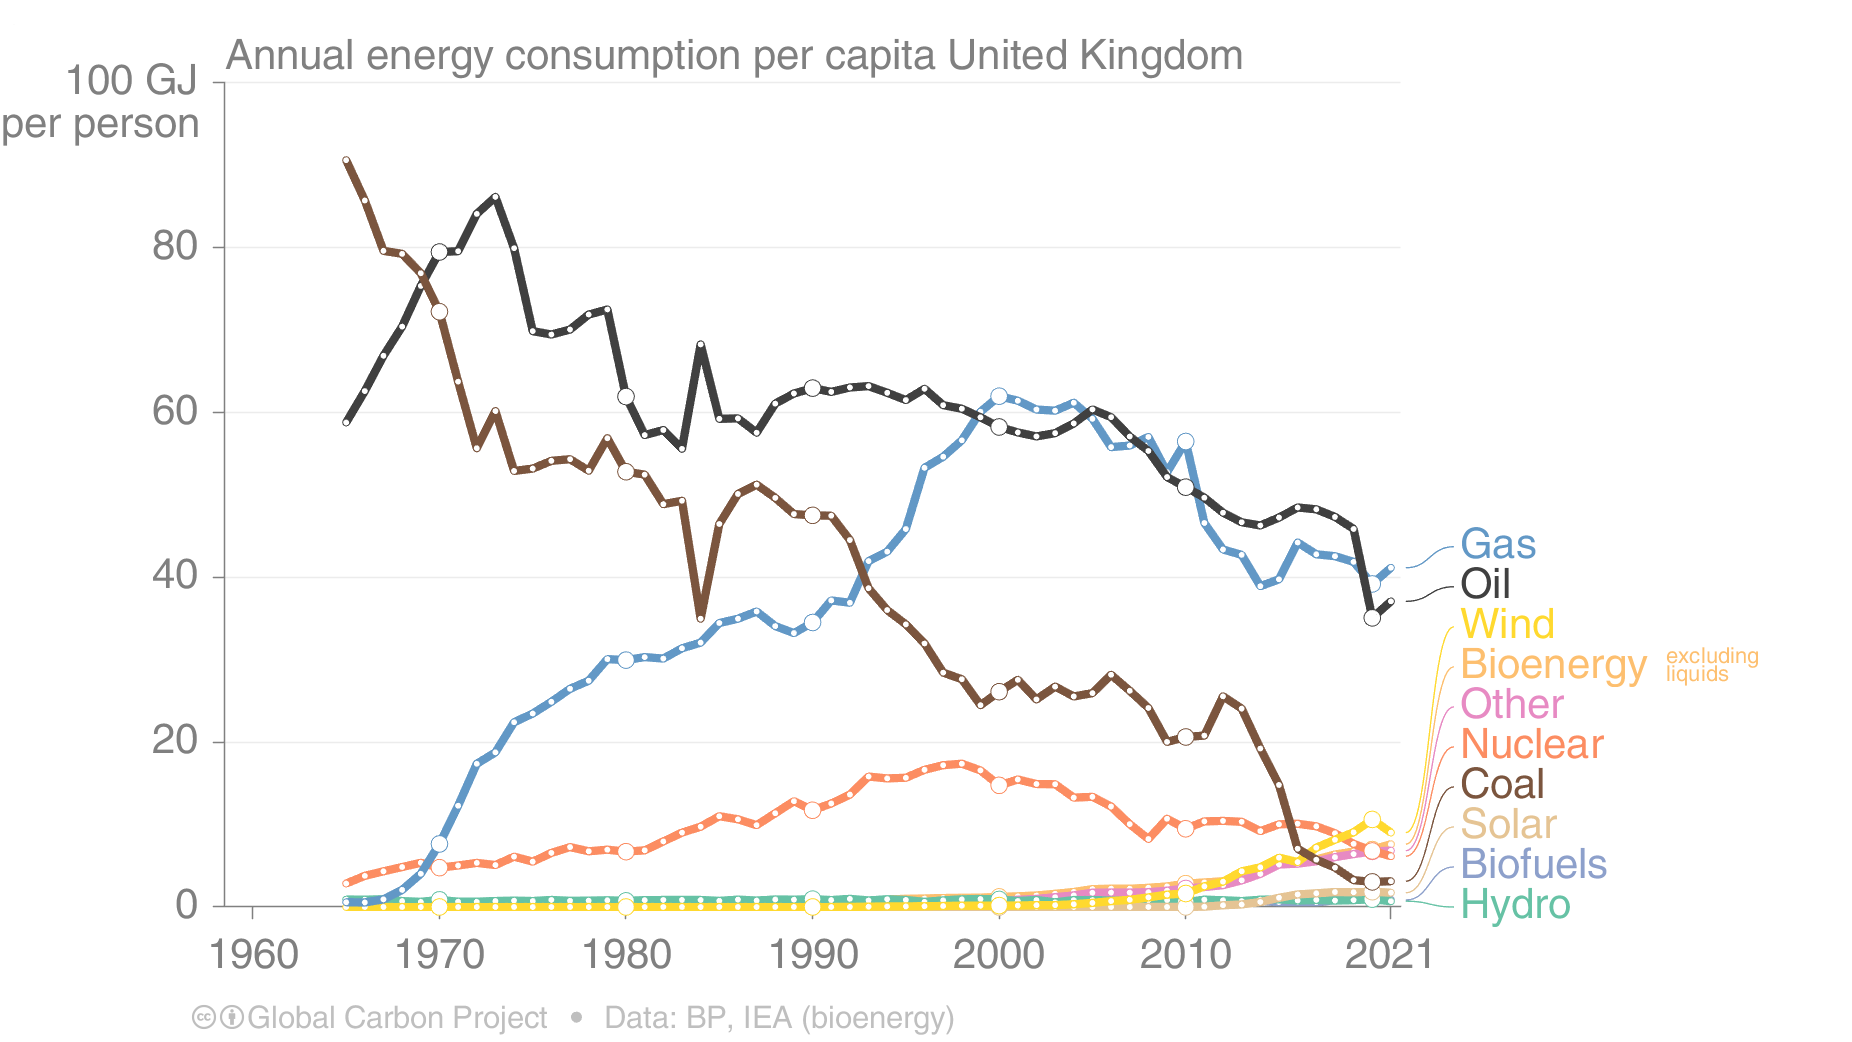 Annual energy consumption per capita United Kingdom
100 GJ
per person
80
60
40
20
0
1960 1970 1980 1990 2000 2010 2021
Gas
Oil
Wind
Bioenergy excluding
liquids
Other
Nuclear
Coal
Solar
Biofuels
Hydro
cc Global Carbon Project • Data: BP, IEA (bioenergy)